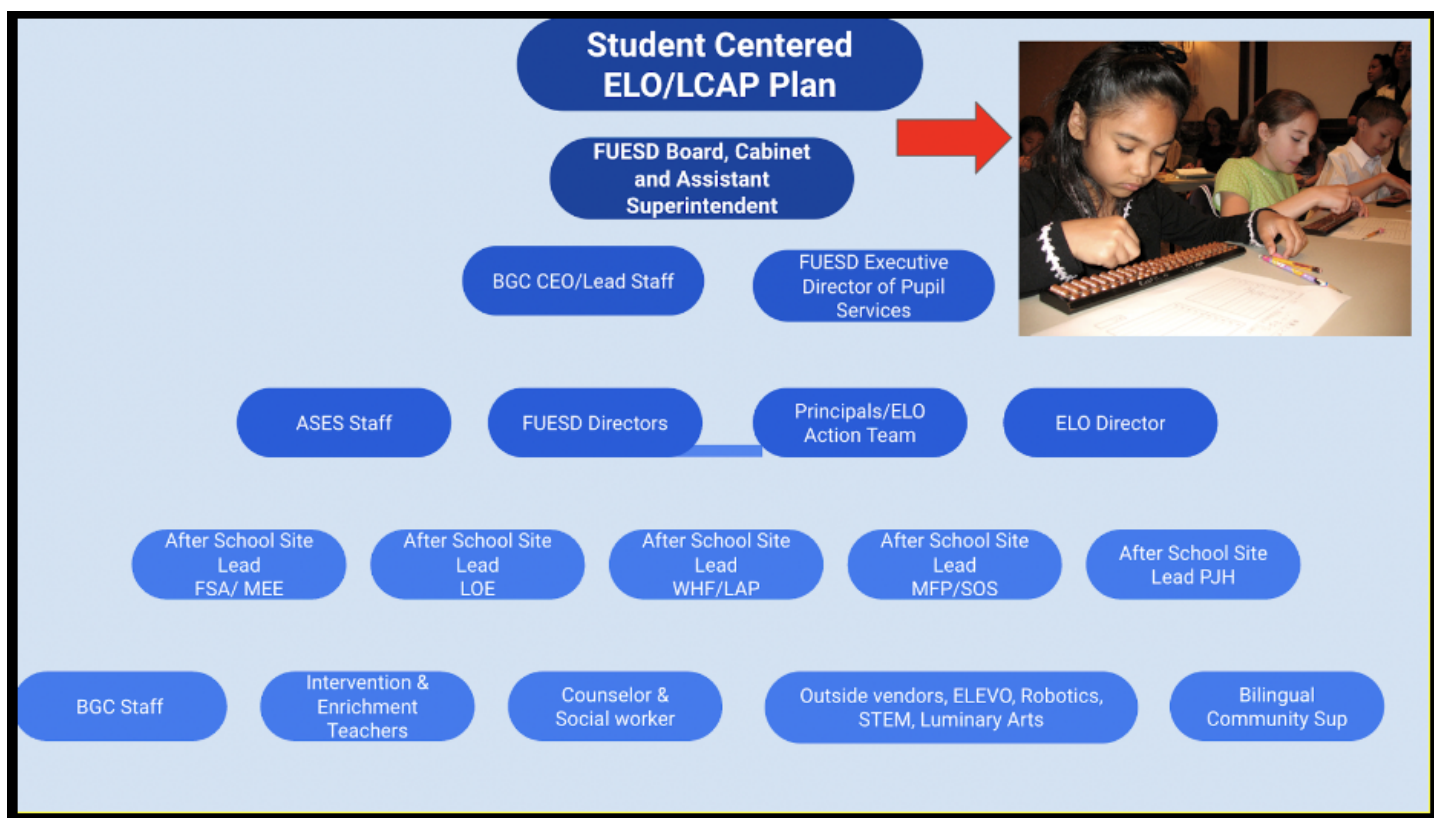 Student Centered
ELO/LCAP Plan
FUESD Board, Cabinet
and Assistant
Superintendent
BGC CEO/Lead Staff
FUESD Executive
Director of Pupil
Services
ASES Staff
FUESD Directors
Principals/ELO
Action Team
ELO Director
After School Site
Lead
FSA/ MEE
After School Site
Lead
LOE
After School Site
Lead
WHF/LAP
After School Site
Lead
MFP/SOS
After School Site
Lead PJH
BGC Staff
Intervention &
Enrichment
Teachers
Counselor &
Social worker
Outside vendors, ELEVO, Robotics,
STEM, Luminary Arts
Bilingual
Community Sup